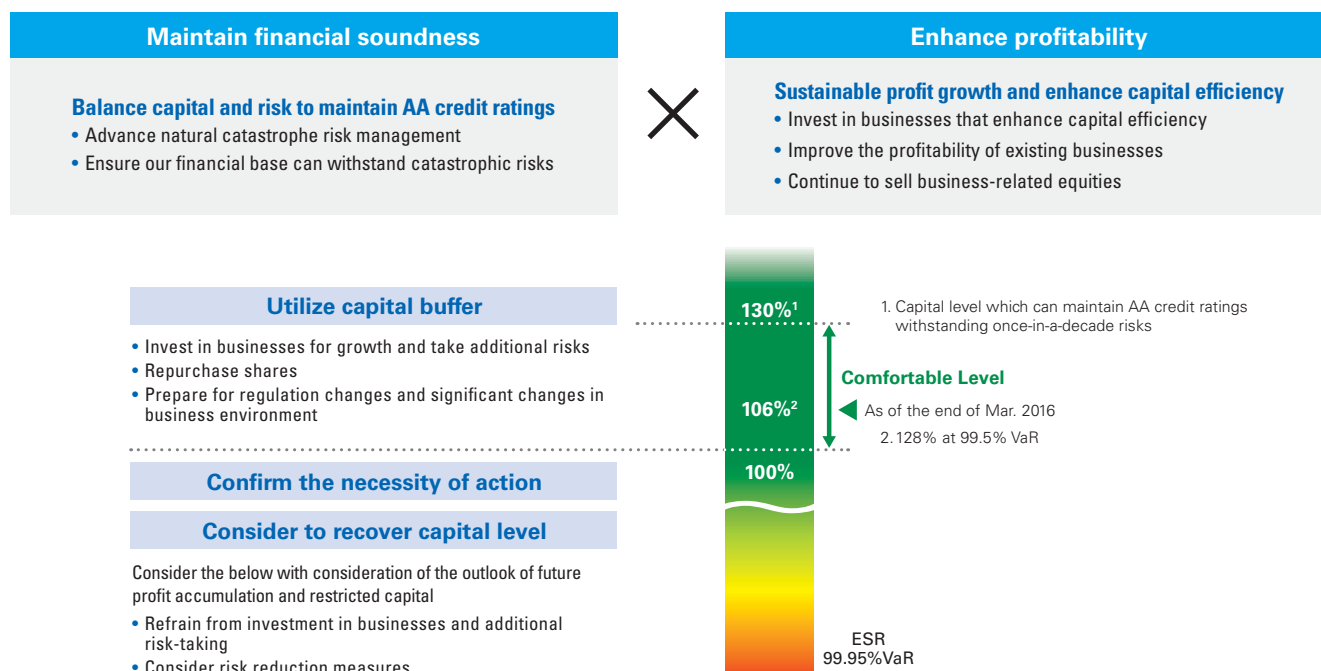 Maintain financial soundness
Balance capital and risk to maintain AA credit ratings
• Advance natural catastrophe risk management
• Ensure our financial base can withstand catastrophic risks
Enhance profitability
Sustainable profit growth and enhance capital efficiency
• Invest in businesses that enhance capital efficiency
• Improve the profitability of existing businesses
• Continue to sell business-related equities
Utilize capital buffer
• Invest in businesses for growth and take additional risks
• Repurchase shares
• Prepare for regulation changes and significant changes in
business environment
Confirm the necessity of action
Consider to recover capital level
Consider the below with consideration of the outlook of future
profit accumulation and restricted capital
• Refrain from investment in businesses and additional
risk-taking
• Consider risk reduction measures
130%¹
106%²
100%
1. Capital level which can maintain AA credit ratings
withstanding once-in-a-decade risks
Comfortable Level
As of the end of Mar. 2016
2. 128% at 99.5% VaR
ESR
99.95%VaR